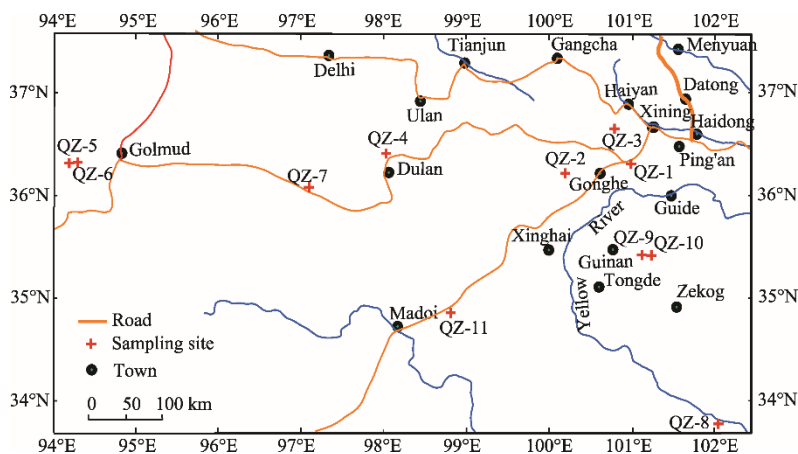 94°E 95°E 96°E 97°E 98°E 99°E 100°E 101°E 102°E
Tianjun
Gangcha
Menyuan
Delhi
37°N
Ulan
Haiyan
Datong
Xining
Haidong
QZ-5
Golmud
QZ-4
QZ-3
QZ-6
QZ-7
Dulan
QZ-2
QZ-1
Ping'an
36°N
Gonghe
Guide
River
Xinghai
QZ-9
QZ-10
Guinan
Tongde
35°N
Yellow
Zekog
Madoi
QZ-11
Road
Sampling site
Town
34°N
0 50 100 km
QZ-8
94°E 95°E 96°E 97°E 98°E 99°E 100°E 101°E 102°E
37°N
36°N
35°N
34°N